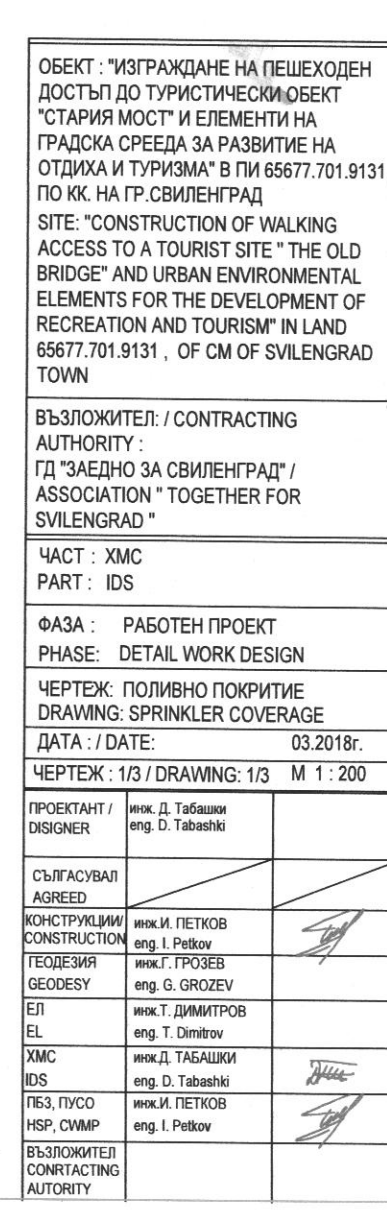 ОБЕКТ : "ИЗГРАЖДАНЕ НА ПЕШЕХОДЕН
ДОСТЪП ДО ТУРИСТИЧЕСКИ ОБЕКТ
"СТАРИЯ МОСТ" И ЕЛЕМЕНТИ НА
ГРАДСКА СРЕЕДА ЗА РАЗВИТИЕ НА
ОТДИХА И ТУРИЗМА" В ПИ 65677.701.9131
ПО КК. НА ГР.СВИЛЕНГРАД
SITE: "CONSTRUCTION OF WALKING
ACCESS TO A TOURIST SITE " THE OLD
BRIDGE" AND URBAN ENVIRONMENTAL
ELEMENTS FOR THE DEVELOPMENT OF
RECREATION AND TOURISM" IN LAND
65677.701.9131 , OF CM OF SVILENGRAD
TOWN
ВЪЗЛОЖИТЕЛ: / CONTRACTING
AUTHORITY :
ГД "ЗАЕДНО ЗА СВИЛЕНГРАД" /
ASSOCIATION " TOGETHER FOR
SVILENGRAD "
ЧАСТ : ХМС
PART : IDS
ФАЗА : РАБОТЕН ПРОЕКТ
PHASE: DETAIL WORK DESIGN
ЧЕРТЕЖ: ПОЛИВНО ПОКРИТИЕ
DRAWING: SPRINKLER COVERAGE
ДАТА : / DATE: 03.2018г.
ЧЕРТЕЖ : 1/3 / DRAWING: 1/3 М 1 : 200
ПРОЕКТАНТ / инж. Д. Табашки
DISIGNER eng. D. Tabashki
СЪЛГАСУВАЛ
AGREED
КОНСТРУКЦИИ/ инж.И. ПЕТКОВ
CONSTRUCTION eng. I. Petkov
ГЕОДЕЗИЯ инж.Г. ГРОЗЕВ
GEODESY eng. G. GROZEV
ЕЛ инж.Т. ДИМИТРОВ
EL eng. T. Dimitrov
ХМС инж.Д. ТАБАШКИ
IDS eng. D. Tabashki
ПБЗ, ПУСО инж.И. ПЕТКОВ
HSP, CWMP eng. I. Petkov
ВЪЗЛОЖИТЕЛ
CONRTACTING
AUTORITY